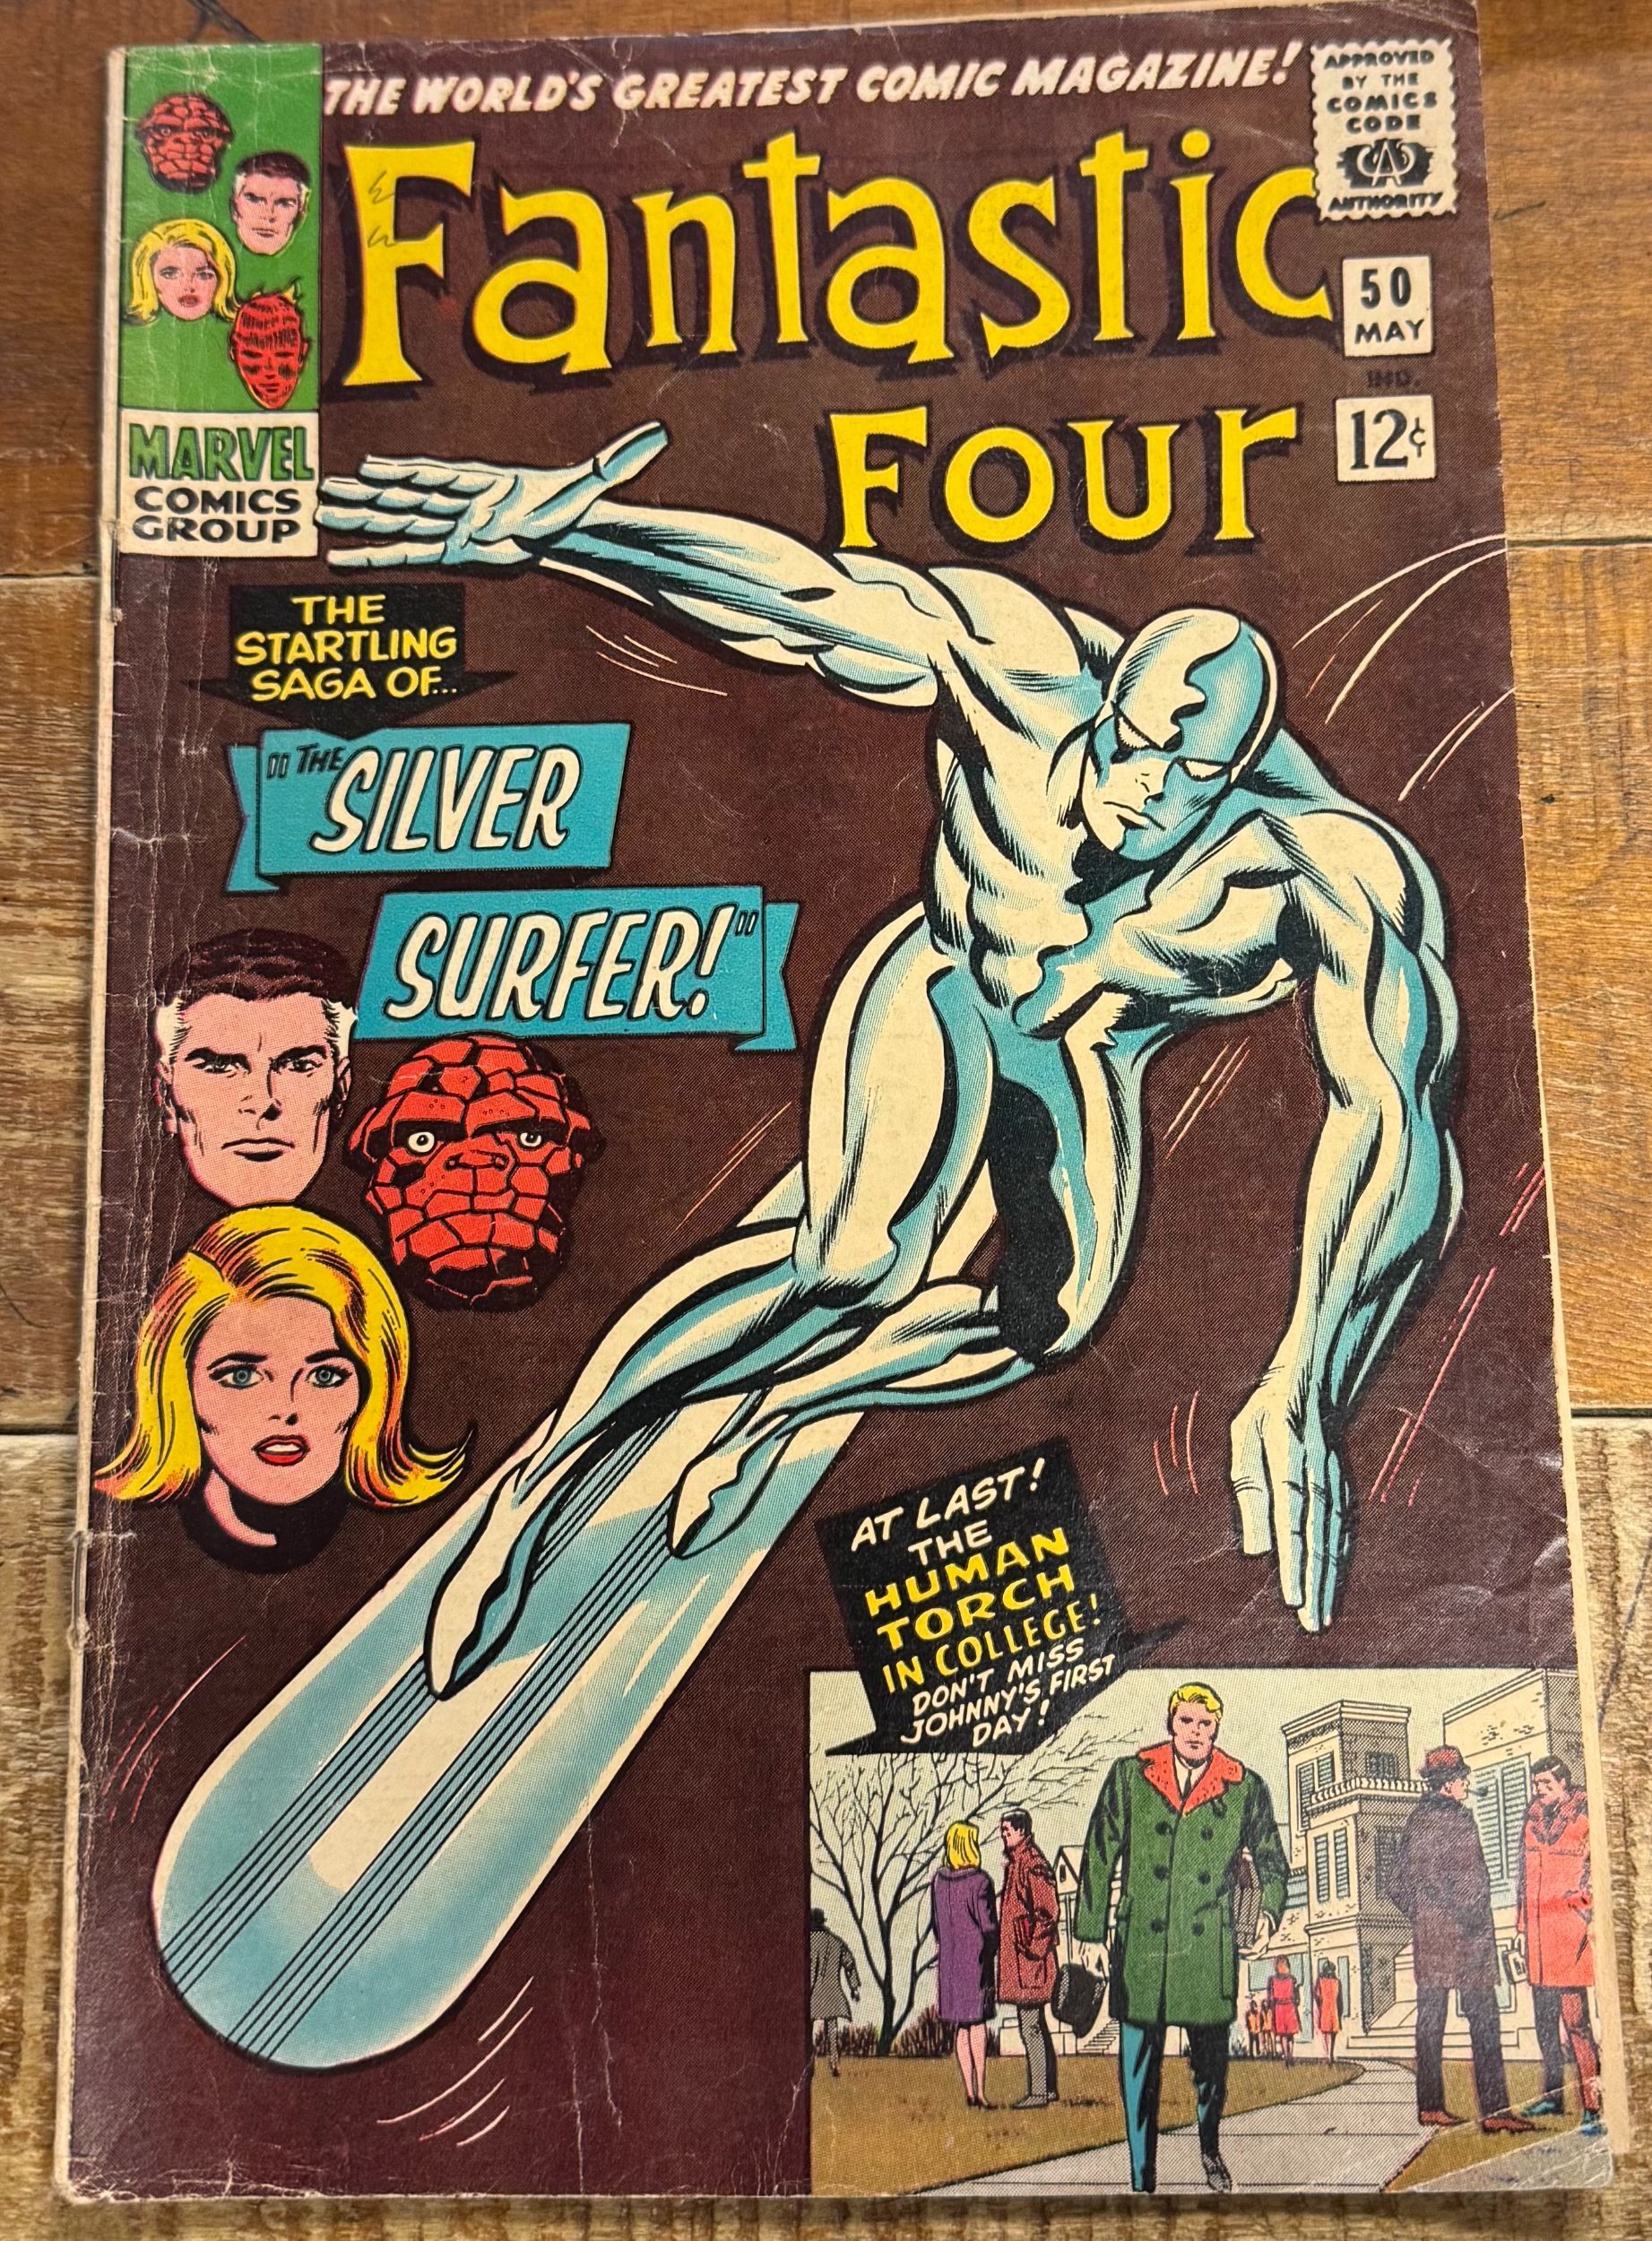 THE WORLD'S GREATEST COMIC MAGAZINE!
APPROVED
BY THE
COMICS
CODE
CA
AUTHORITY
Fantastic
Four
50
MAY
IND.
12¢
MARVEL
COMICS
GROUP
THE
STARTLING
SAGA OF...
"THE SILVER
SURFER!"
AT LAST!
THE
HUMAN
TORCH
IN COLLEGE!
DON'T MISS
JOHNNY'S FIRST
DAY!